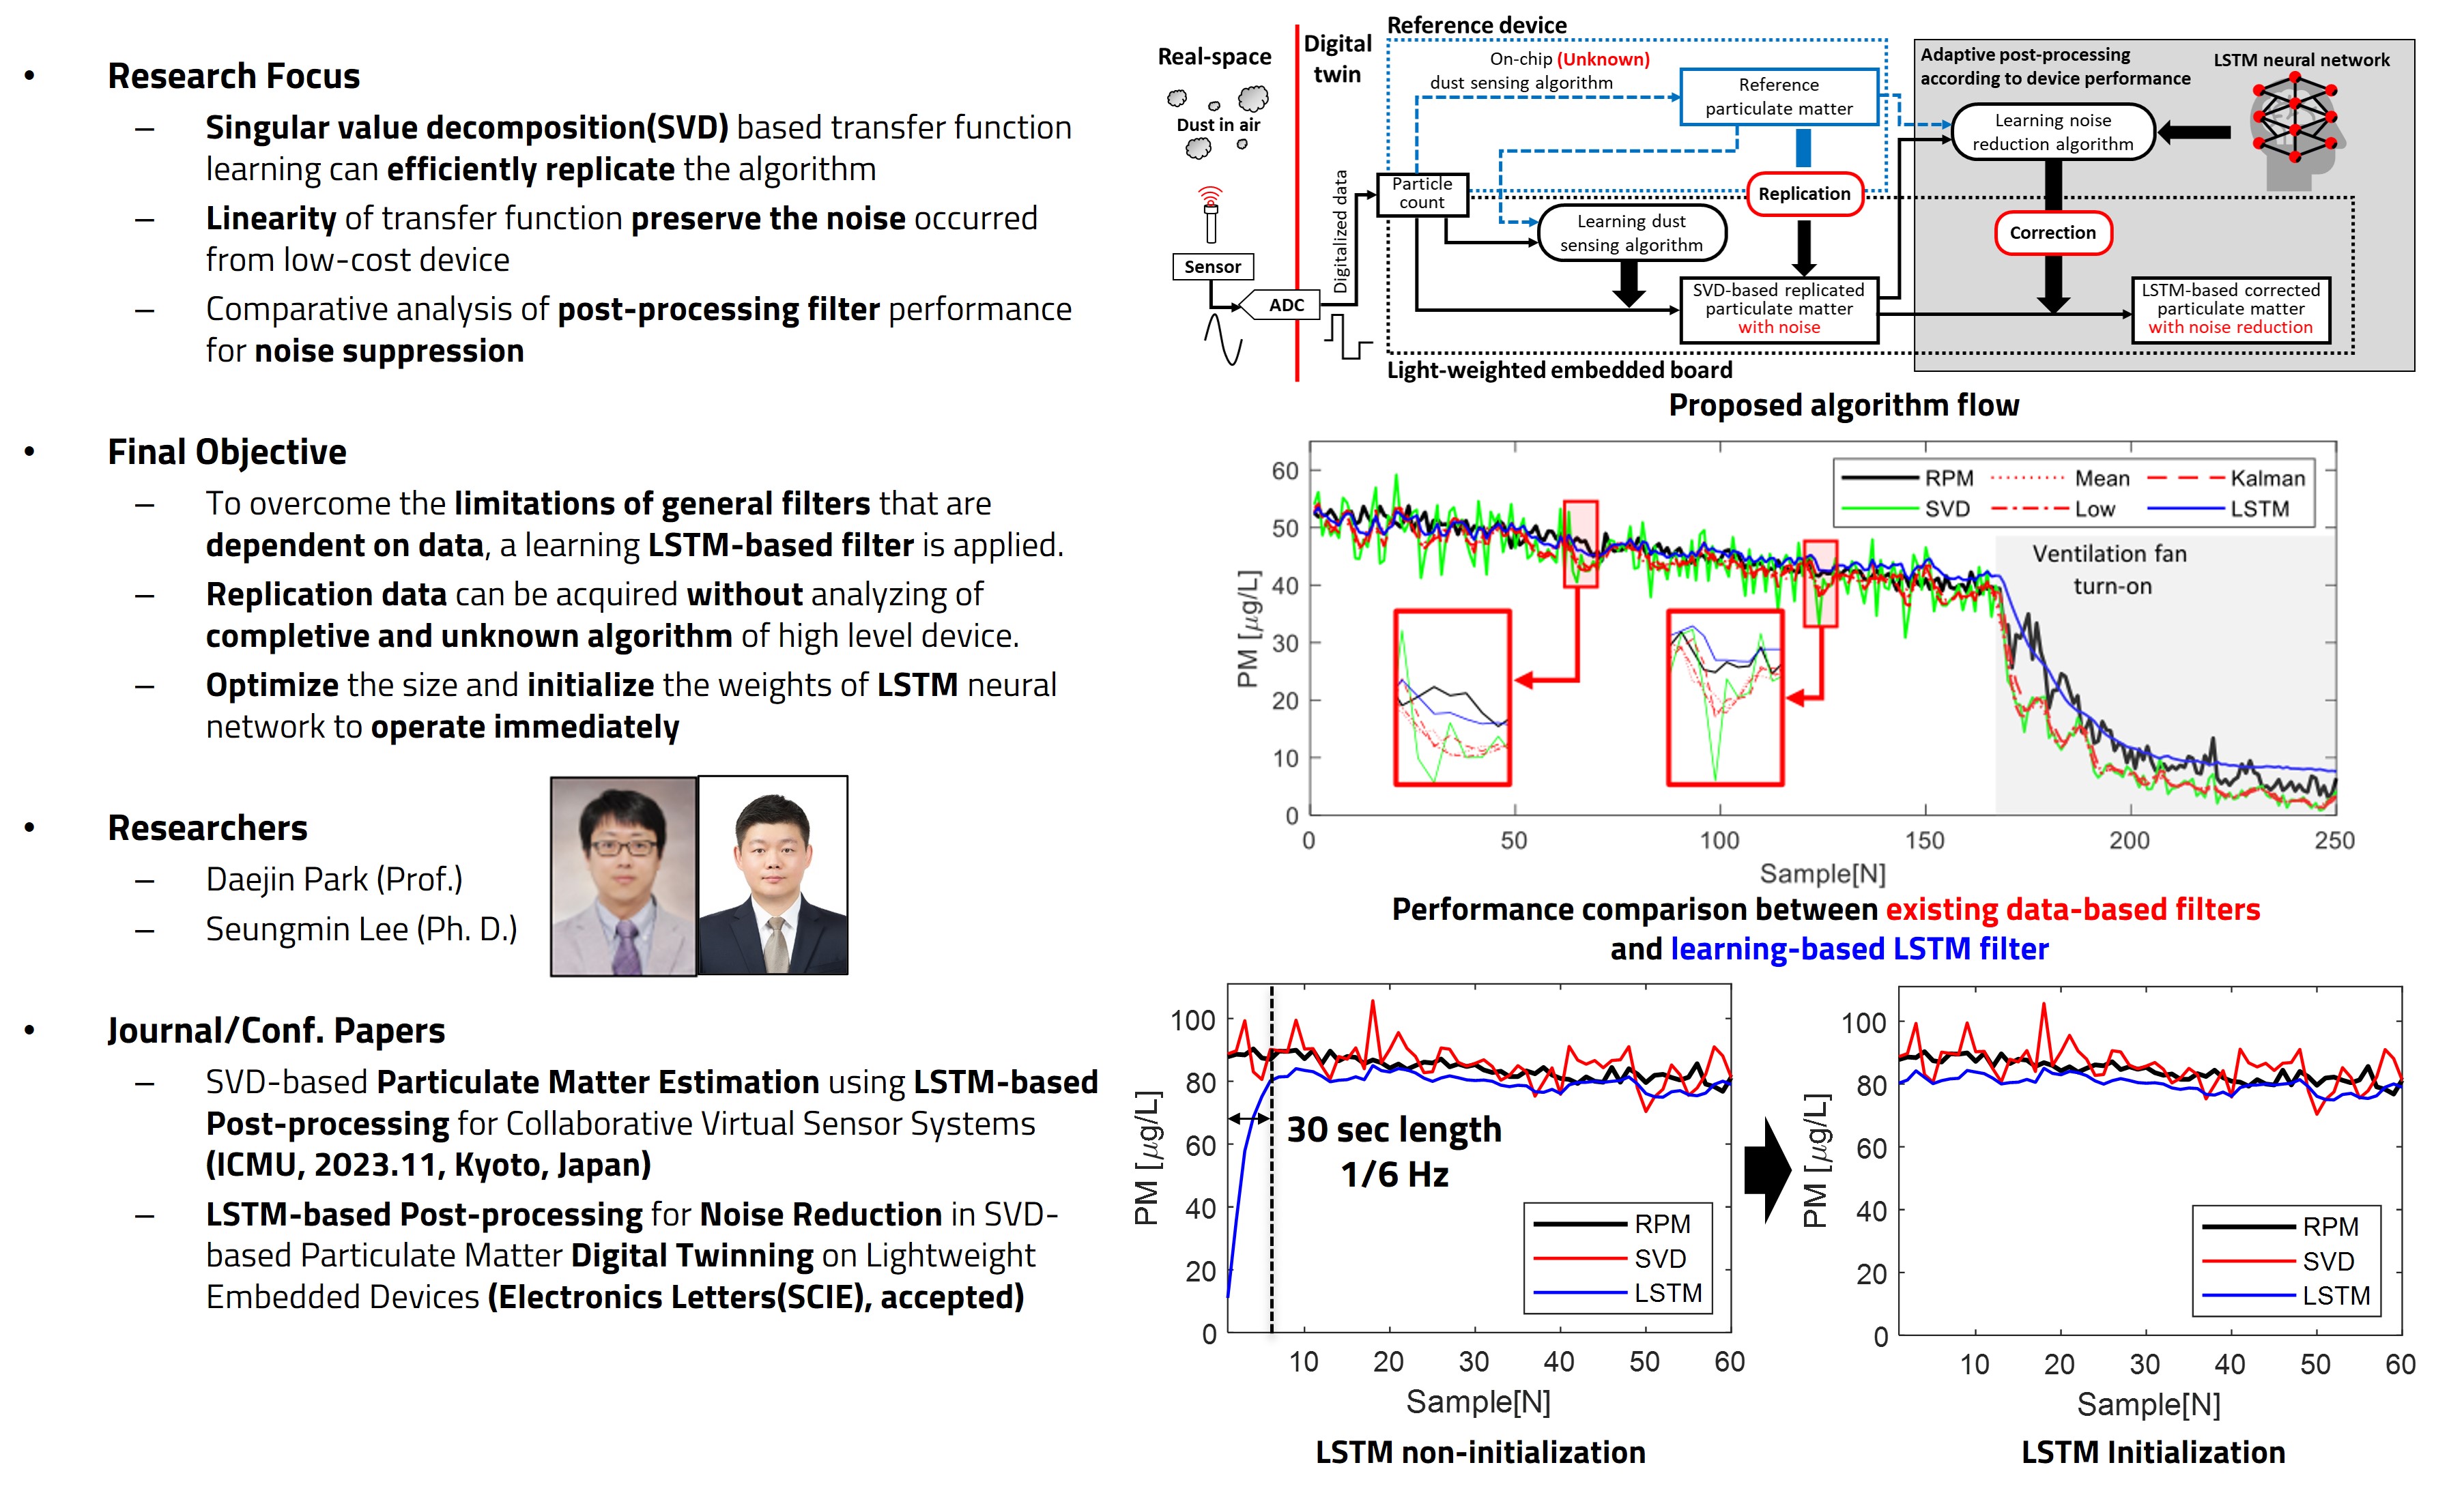 • Research Focus
– Singular value decomposition(SVD) based transfer function
learning can efficiently replicate the algorithm
– Linearity of transfer function preserve the noise occurred
from low-cost device
– Comparative analysis of post-processing filter performance
for noise suppression
• Final Objective
– To overcome the limitations of general filters that are
dependent on data, a learning LSTM-based filter is applied.
– Replication data can be acquired without analyzing of
completive and unknown algorithm of high level device.
– Optimize the size and initialize the weights of LSTM neural
network to operate immediately
• Researchers
– Daejin Park (Prof.)
– Seungmin Lee (Ph. D.)
• Journal/Conf. Papers
– SVD-based Particulate Matter Estimation using LSTM-based
Post-processing for Collaborative Virtual Sensor Systems
(ICMU, 2023.11, Kyoto, Japan)
– LSTM-based Post-processing for Noise Reduction in SVD-
based Particulate Matter Digital Twinning on Lightweight
Embedded Devices (Electronics Letters(SCIE), accepted)
Real-space
Digital
twin
Reference device
On-chip (Unknown)
dust sensing algorithm
Reference
particulate matter
Adaptive post-processing
according to device performance
LSTM neural network
Learning noise
reduction algorithm
Dust in air
Sensor
ADC
Digitalized data
Particle
count
Learning dust
sensing algorithm
Replication
Correction
SVD-based replicated
particulate matter
with noise
LSTM-based corrected
particulate matter
with noise reduction
Light-weighted embedded board
Proposed algorithm flow
PM [µg/L]
60
50
40
30
20
10
0
RPM Mean Kalman
SVD Low LSTM
Ventilation fan
turn-on
0 50 100 150 200 250
Sample[N]
Performance comparison between existing data-based filters
and learning-based LSTM filter
PM [µg/L]
100
80
60
40
20
0
30 sec length
1/6 Hz
RPM
SVD
LSTM
10 20 30 40 50 60
Sample[N]
LSTM non-initialization
PM [µg/L]
100
80
60
40
20
0
RPM
SVD
LSTM
10 20 30 40 50 60
Sample[N]
LSTM Initialization